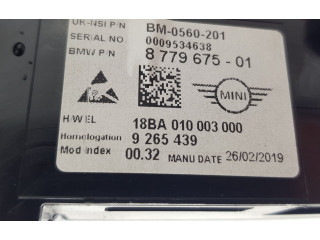 UK-NSI P/N BM-0560-201
SERIAL NO. 0009534638
BMW P/N 8 779 675 - 01
MINI
H/W EL 18BA 010 003 000
Homologation 9 265 439
Mod Index 00.32 MANU DATE 26/02/2019